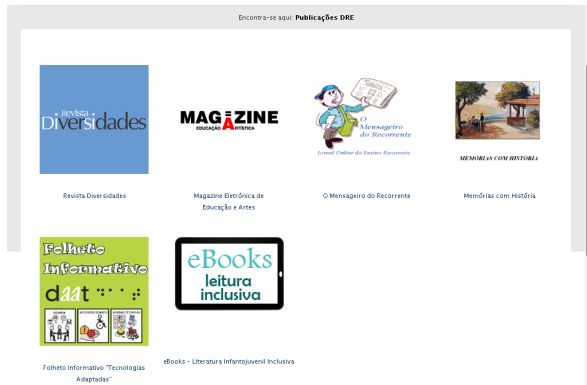 Encontra-se aqui: Publicações DRE
Revista
Diversidades
MAGAZINE
EDUCAÇÃO ARTÍSTICA
O
Mensageiro
do Recorrente
Jornal Online do Ensino Recorrente
MEMÓRIAS COM HISTÓRIA
Revista Diversidades
Magazine Eletrónica de
Educação e Artes
O Mensageiro do Recorrente
Memórias com História
Folheto
Informativo
daat
eBooks
leitura
inclusiva
Folheto Informativo "Tecnologias
Adaptadas"
eBooks - Literatura Infantojuvenil Inclusiva